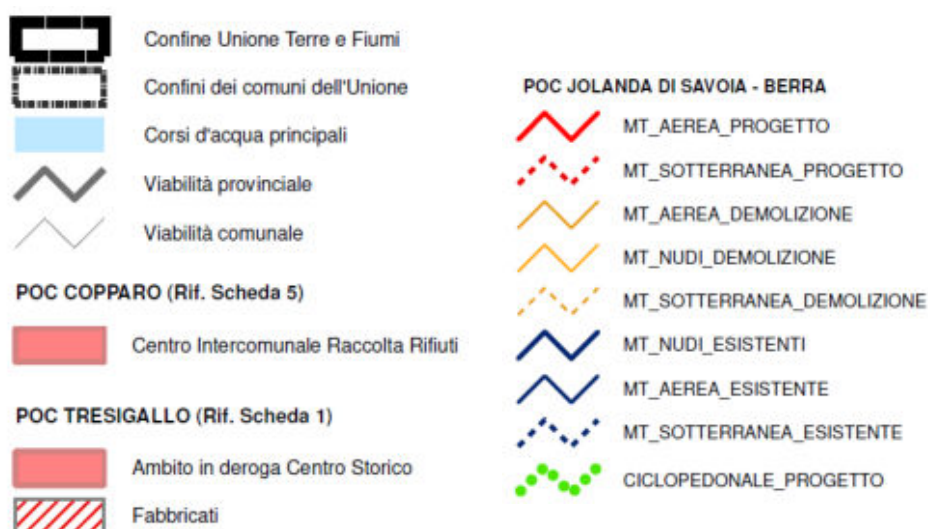 Confine Unione Terre e Fiumi
Confini dei comuni dell'Unione
Corsi d'acqua principali
Viabilità provinciale
Viabilità comunale
POC COPPARO (Rif. Scheda 5)
Centro Intercomunale Raccolta Rifiuti
POC TRESIGALLO (Rif. Scheda 1)
Ambito in deroga Centro Storico
Fabbricati
POC JOLANDA DI SAVOIA - BERRA
MT_AEREA_PROGETTO
MT_SOTTERRANEA_PROGETTO
MT_AEREA_DEMOLIZIONE
MT_NUDI_DEMOLIZIONE
MT_SOTTERRANEA_DEMOLIZIONE
MT_NUDI_ESISTENTI
MT_AEREA_ESISTENTE
MT_SOTTERRANEA_ESISTENTE
CICLOPEDONALE_PROGETTO